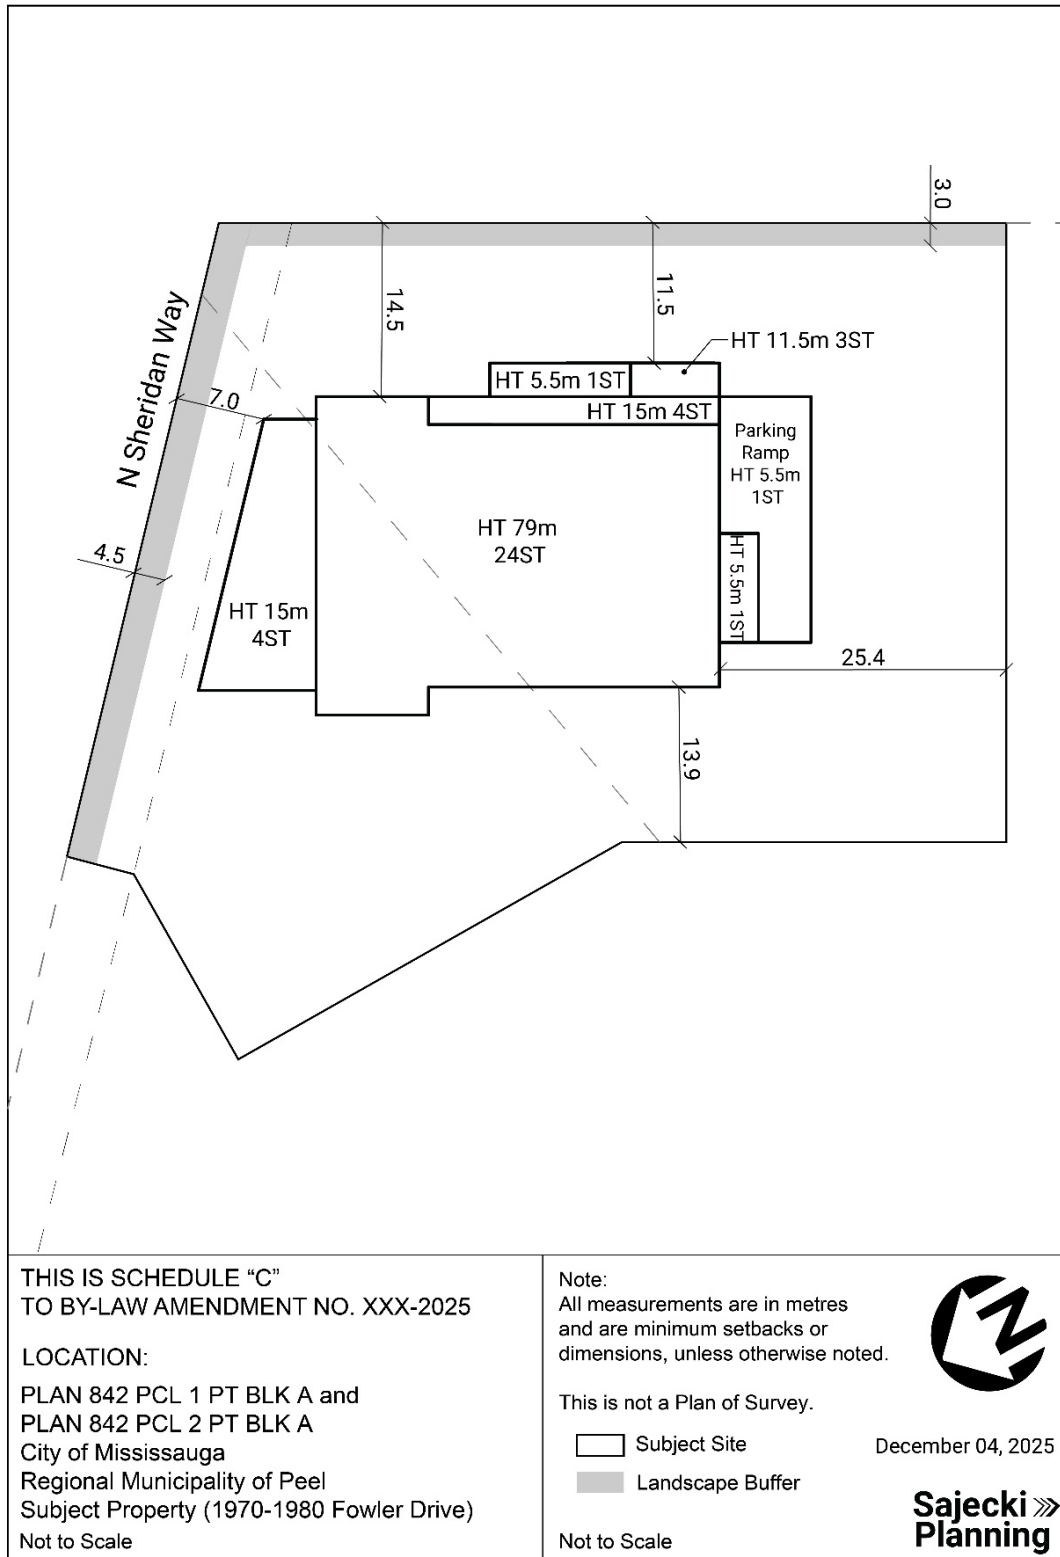 3.0
14.5
11.5
HT 11.5m 3ST
N Sheridan Way
7.0
HT 5.5m 1ST
HT 15m 4ST
Parking
Ramp
HT 5.5m
1ST
HT 79m
24ST
HT 5.5m 1ST
4.5
HT 15m
4ST
25.4
13.9
THIS IS SCHEDULE “C”
TO BY-LAW AMENDMENT NO. XXX-2025
LOCATION:
PLAN 842 PCL 1 PT BLK A and
PLAN 842 PCL 2 PT BLK A
City of Mississauga
Regional Municipality of Peel
Subject Property (1970-1980 Fowler Drive)
Not to Scale
Note:
All measurements are in metres
and are minimum setbacks or
dimensions, unless otherwise noted.
This is not a Plan of Survey.
Subject Site
Landscape Buffer
Not to Scale
N
December 04, 2025
Sajecki
Planning